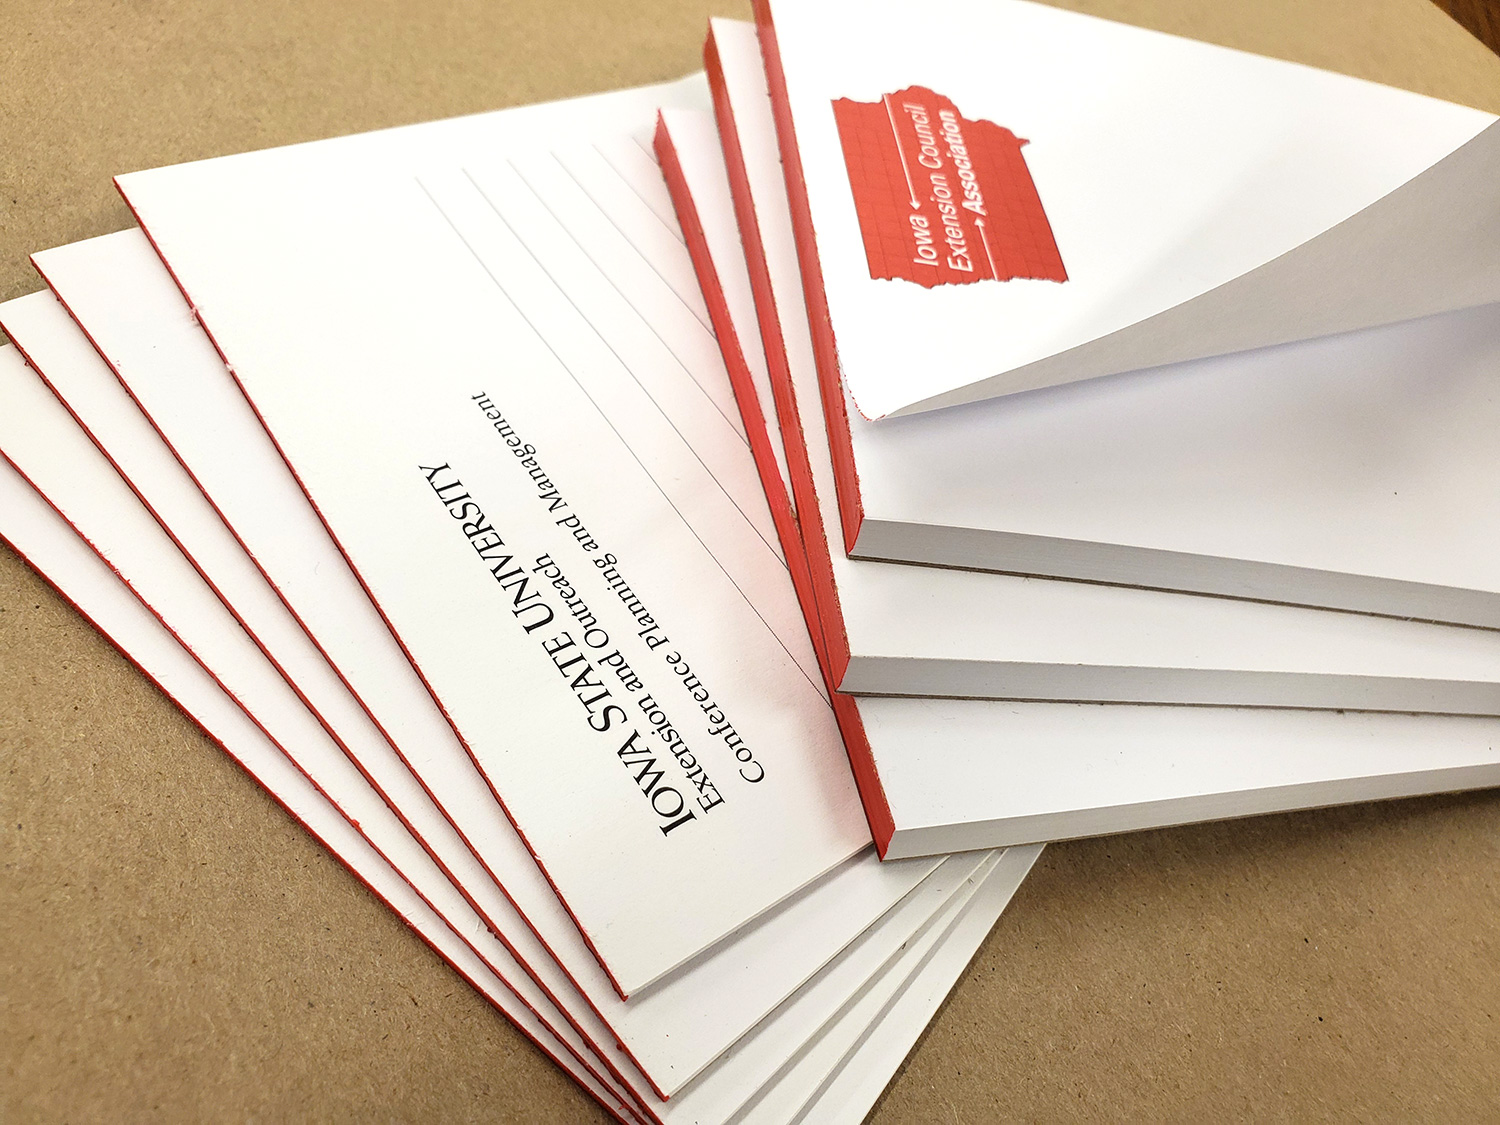 Iowa
Extension Council
Association
IOWA STATE UNIVERSITY
Extension and Outreach
Conference Planning and Management